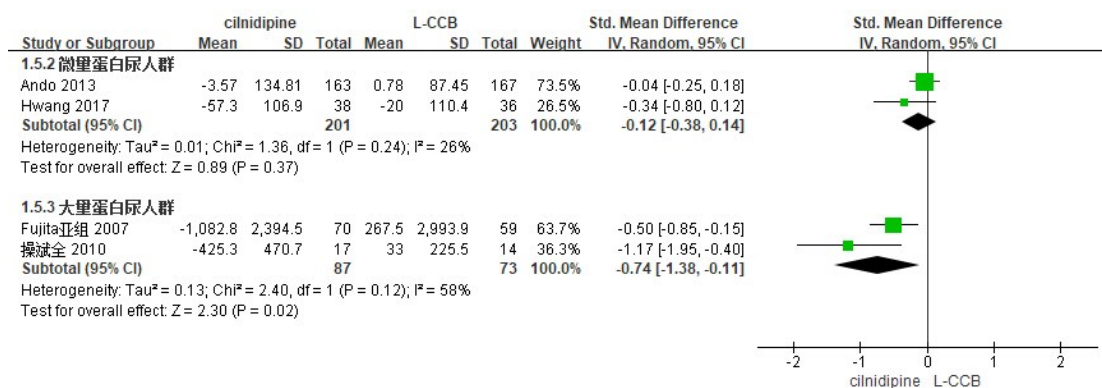 cilnidipine L-CCB Std. Mean Difference Std. Mean Difference
Study or Subgroup Mean SD Total Mean SD Total Weight IV, Random, 95% CI IV, Random, 95% CI
1.5.2 微量蛋白尿人群
Ando 2013 -3.57 134.81 163 0.78 87.45 167 73.5% -0.04 [-0.25, 0.18]
Hwang 2017 -57.3 106.9 38 -20 110.4 36 26.5% -0.34 [-0.80, 0.12]
Subtotal (95% CI) 201 203 100.0% -0.12 [-0.38, 0.14]
Heterogeneity: Tau² = 0.01; Chi² = 1.36, df = 1 (P = 0.24); I² = 26%
Test for overall effect: Z = 0.89 (P = 0.37)
1.5.3 大量蛋白尿人群
Fujita亚组 2007 -1,082.8 2,394.5 70 267.5 2,993.9 59 63.7% -0.50 [-0.85, -0.15]
操斌全 2010 -425.3 470.7 17 33 225.5 14 36.3% -1.17 [-1.95, -0.40]
Subtotal (95% CI) 87 73 100.0% -0.74 [-1.38, -0.11]
Heterogeneity: Tau² = 0.13; Chi² = 2.40, df = 1 (P = 0.12); I² = 58%
Test for overall effect: Z = 2.30 (P = 0.02)
-2 -1 0 1 2
cilnidipine L-CCB